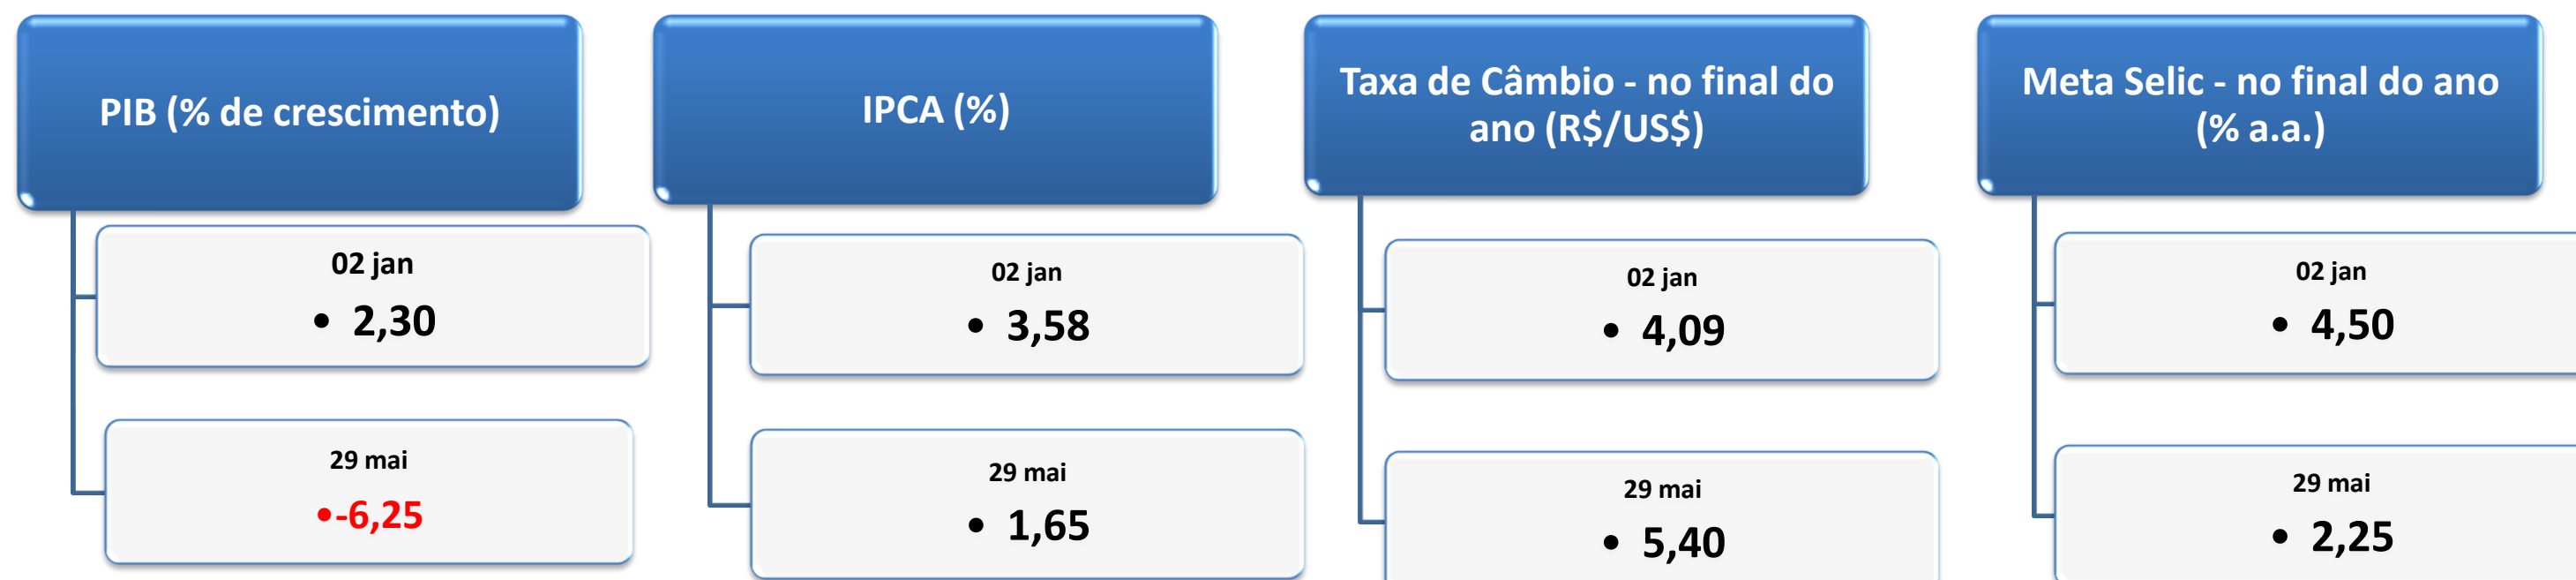 PIB (% de crescimento)
02 jan
• 2,30
29 mai
•-6,25
IPCA (%)
02 jan
• 3,58
29 mai
• 1,65
Taxa de Câmbio - no final do
ano (R$/US$)
02 jan
• 4,09
29 mai
• 5,40
Meta Selic - no final do ano
(% a.a.)
02 jan
• 4,50
29 mai
• 2,25